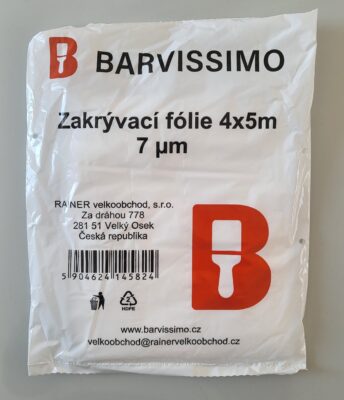 B BARVISSIMO
Zakrývací fólie 4x5m
7 µm
RAINER velkoobchod, s.r.o.
Za dráhou 778
281 51 Velký Osek
Česká republika
5 904624 145824
2
HDPE
B
www.barvissimo.cz
velkoobchod@rainervelkoobchod.cz